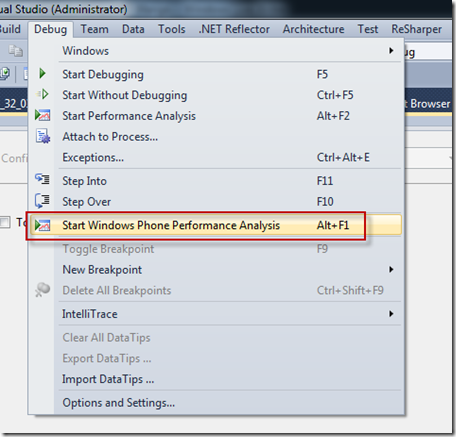 ual Studio (Administrator)
Build Debug Team Data Tools .NET Reflector Architecture Test ReSharper
Windows
ug
Start Debugging F5
Start Without Debugging Ctrl+F5
_32_0 t Browser
Start Performance Analysis Alt+F2
Attach to Process...
Exceptions... Ctrl+Alt+E
Confi
Step Into F11
Step Over F10
To
Start Windows Phone Performance Analysis Alt+F1
Toggle Breakpoint F9
New Breakpoint
Delete All Breakpoints Ctrl+Shift+F9
IntelliTrace
Clear All DataTips
Export DataTips ...
Import DataTips ...
Options and Settings...